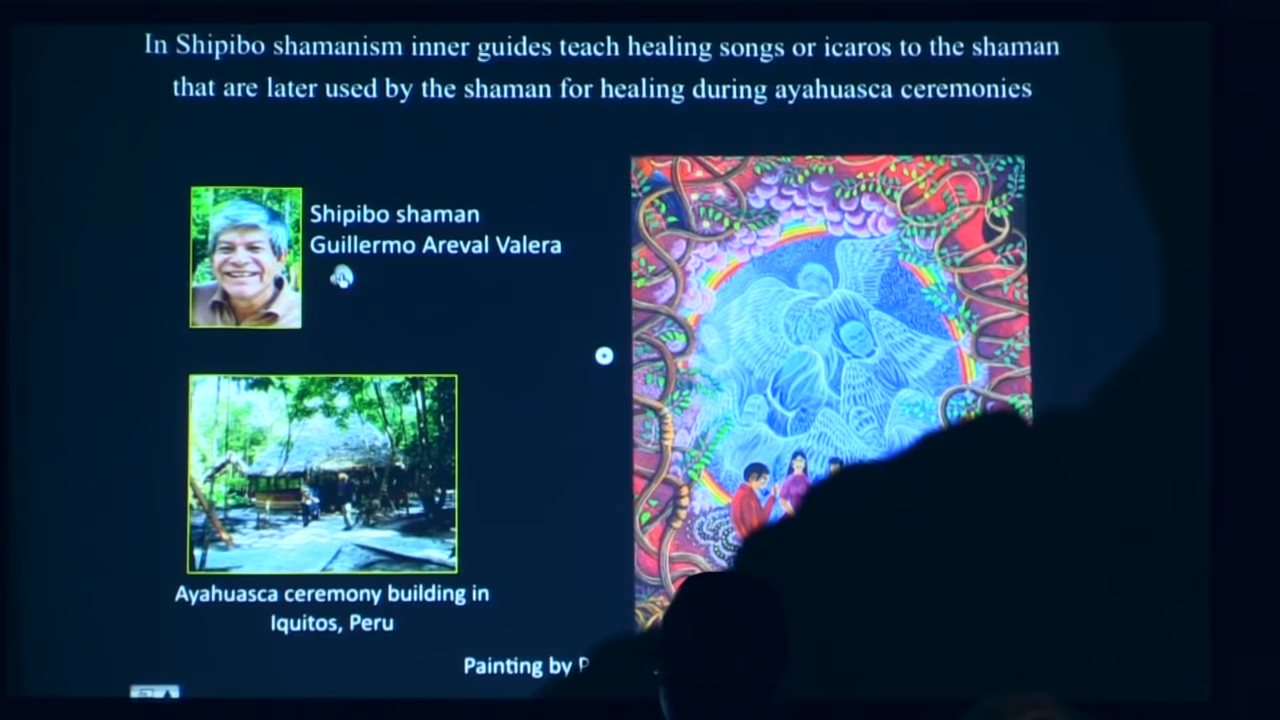 In Shipibo shamanism inner guides teach healing songs or icaros to the shaman
that are later used by the shaman for healing during ayahuasca ceremonies
Shipibo shaman
Guillermo Areval Valera
Ayahuasca ceremony building in
Iquitos, Peru
Painting by